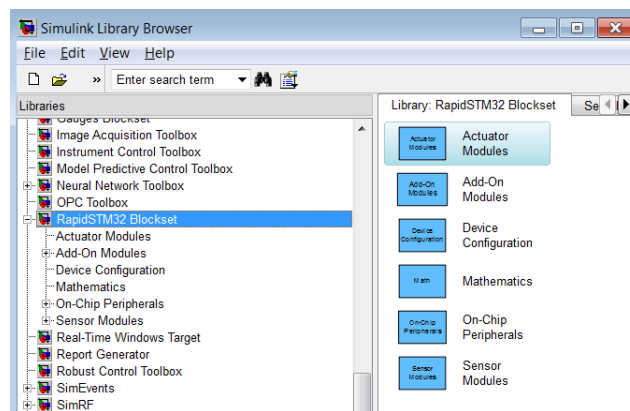 Simulink Library Browser
File Edit View Help
» Enter search term
Libraries
Gauges Blockset
Image Acquisition Toolbox
Instrument Control Toolbox
Model Predictive Control Toolbox
Neural Network Toolbox
OPC Toolbox
RapidSTM32 Blockset
Actuator Modules
Add-On Modules
Device Configuration
Mathematics
On-Chip Peripherals
Sensor Modules
Real-Time Windows Target
Report Generator
Robust Control Toolbox
SimEvents
SimRF
Library: RapidSTM32 Blockset Se
Actuator
Modules
Actuator
Modules
Add-On
Modules
Add-On
Modules
Device
Configuration
Device
Configuration
Math
Mathematics
On-Chip
Peripherals
On-Chip
Peripherals
Sensor
Modules
Sensor
Modules